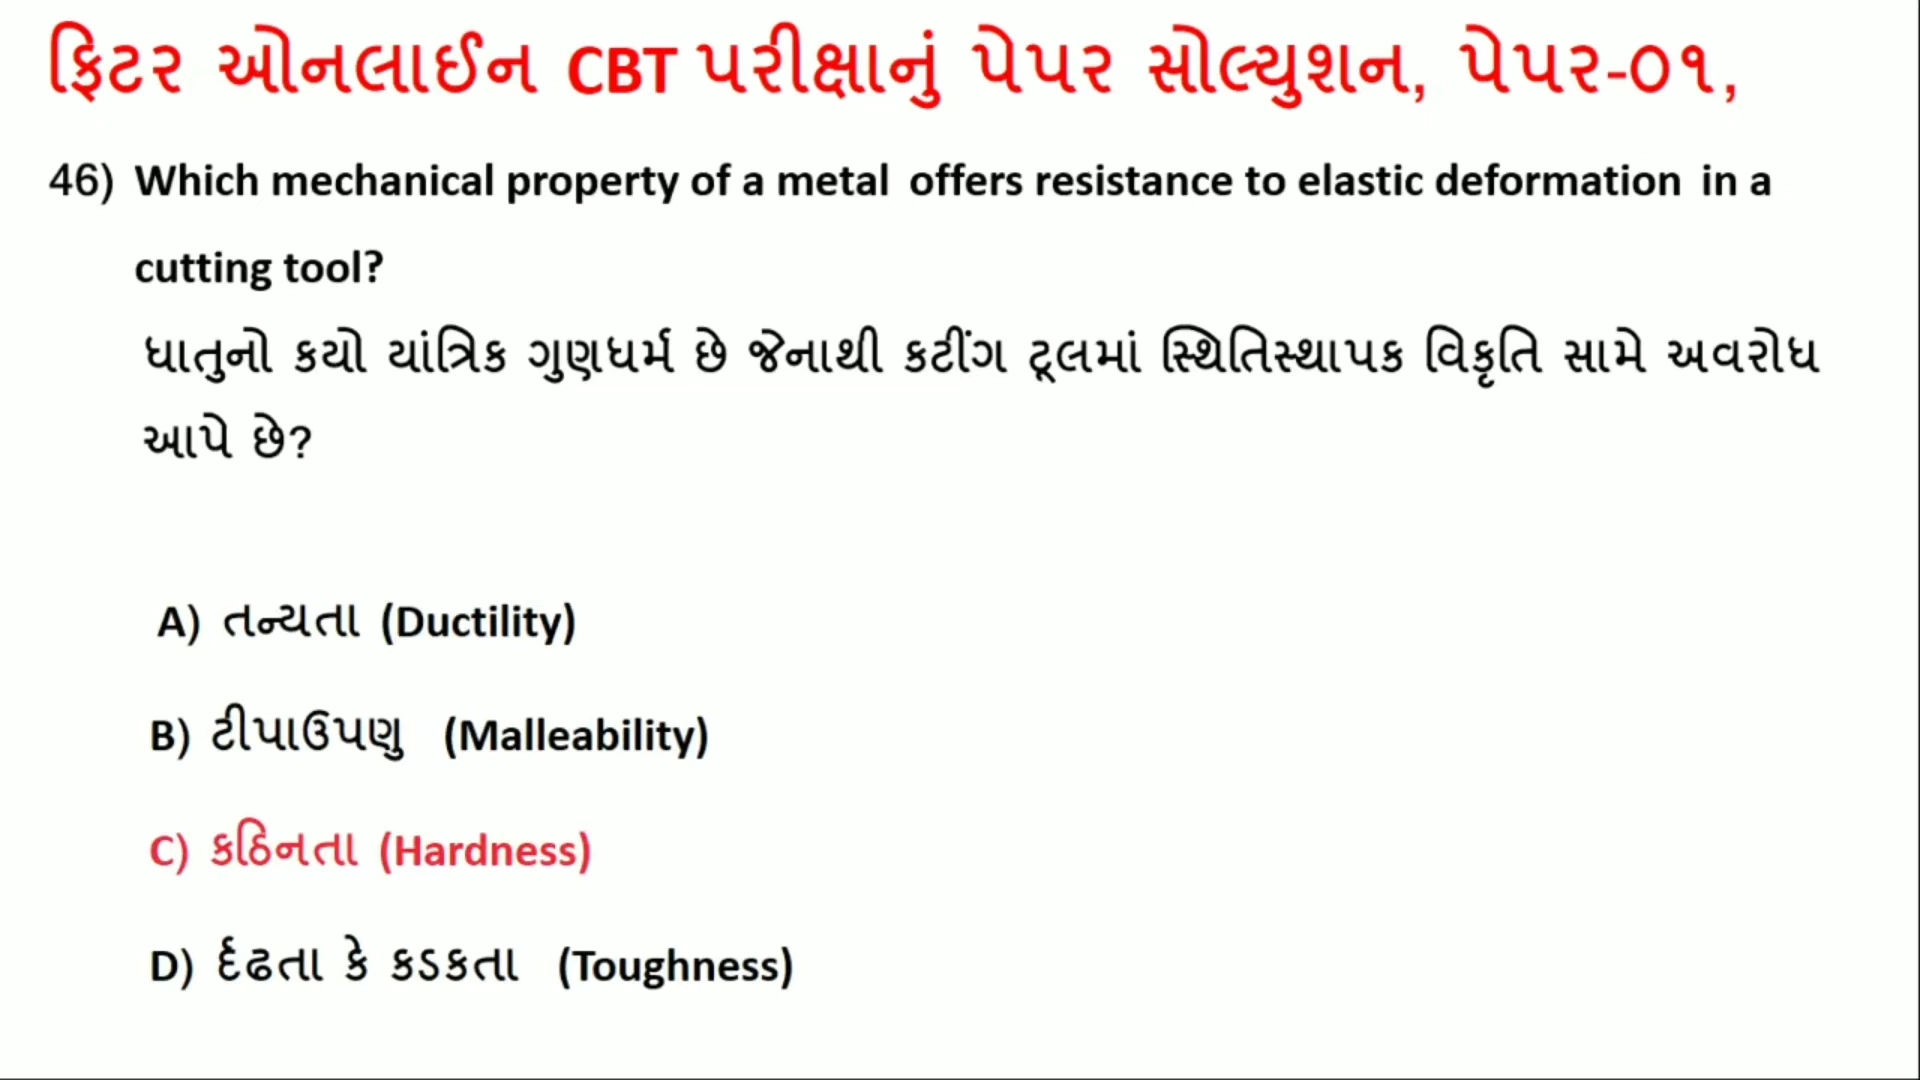 ફિટર ઓનલાઈન CBT પરીક્ષાનું પેપર સોલ્યુશન, પેપર-૦૧,
46) Which mechanical property of a metal offers resistance to elastic deformation in a
cutting tool?
ધાતુનો કયો યાંત્રિક ગુણધર્મ છે જેનાથી કટીંગ ટૂલમાં સ્થિતિસ્થાપક વિકૃતિ સામે અવરોધ
આપે છે?
A) તન્યતા (Ductility)
B) ટીપાઉપણુ (Malleability)
C) કઠિનતા (Hardness)
D) ર્દઢતા કે કડકતા (Toughness)